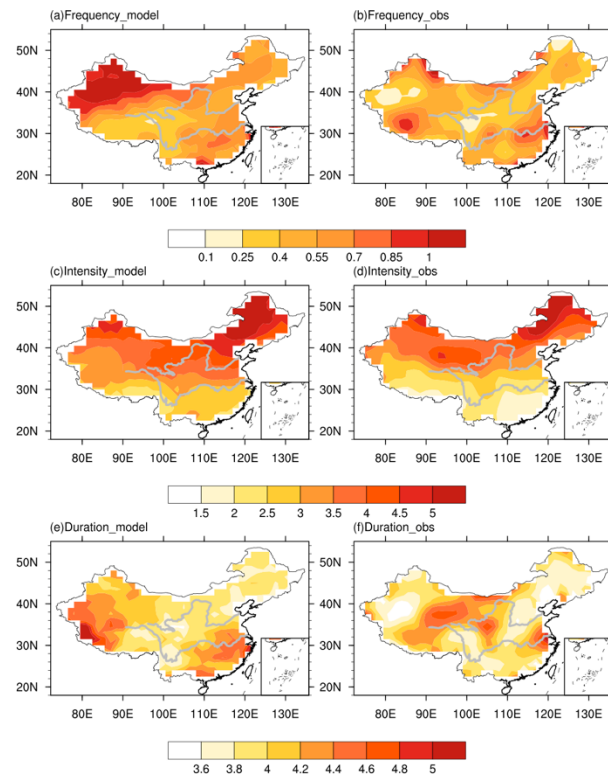 (a)Frequency_model (b)Frequency_obs
50N 50N
40N 40N
30N 30N
20N 20N
80E 90E 100E 110E 120E 130E 80E 90E 100E 110E 120E 130E
0.1 0.25 0.4 0.55 0.7 0.85 1
(c)Intensity_model (d)Intensity_obs
50N 50N
40N 40N
30N 30N
20N 20N
80E 90E 100E 110E 120E 130E 80E 90E 100E 110E 120E 130E
1.5 2 2.5 3 3.5 4 4.5 5
(e)Duration_model (f)Duration_obs
50N 50N
40N 40N
30N 30N
20N 20N
80E 90E 100E 110E 120E 130E 80E 90E 100E 110E 120E 130E
3.6 3.8 4 4.2 4.4 4.6 4.8 5